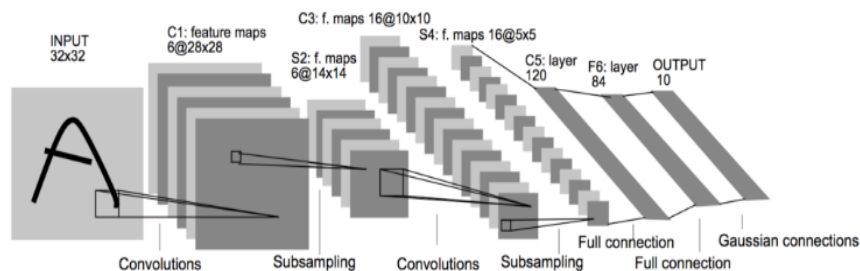 INPUT
32x32
C1: feature maps
6@28x28
S2: f. maps
6@14x14
C3: f. maps 16@10x10
S4: f. maps 16@5x5
C5: layer
120
F6: layer
84
OUTPUT
10
A
Convolutions
Subsampling
Convolutions
Subsampling
Full connection
Full connection
Gaussian connections